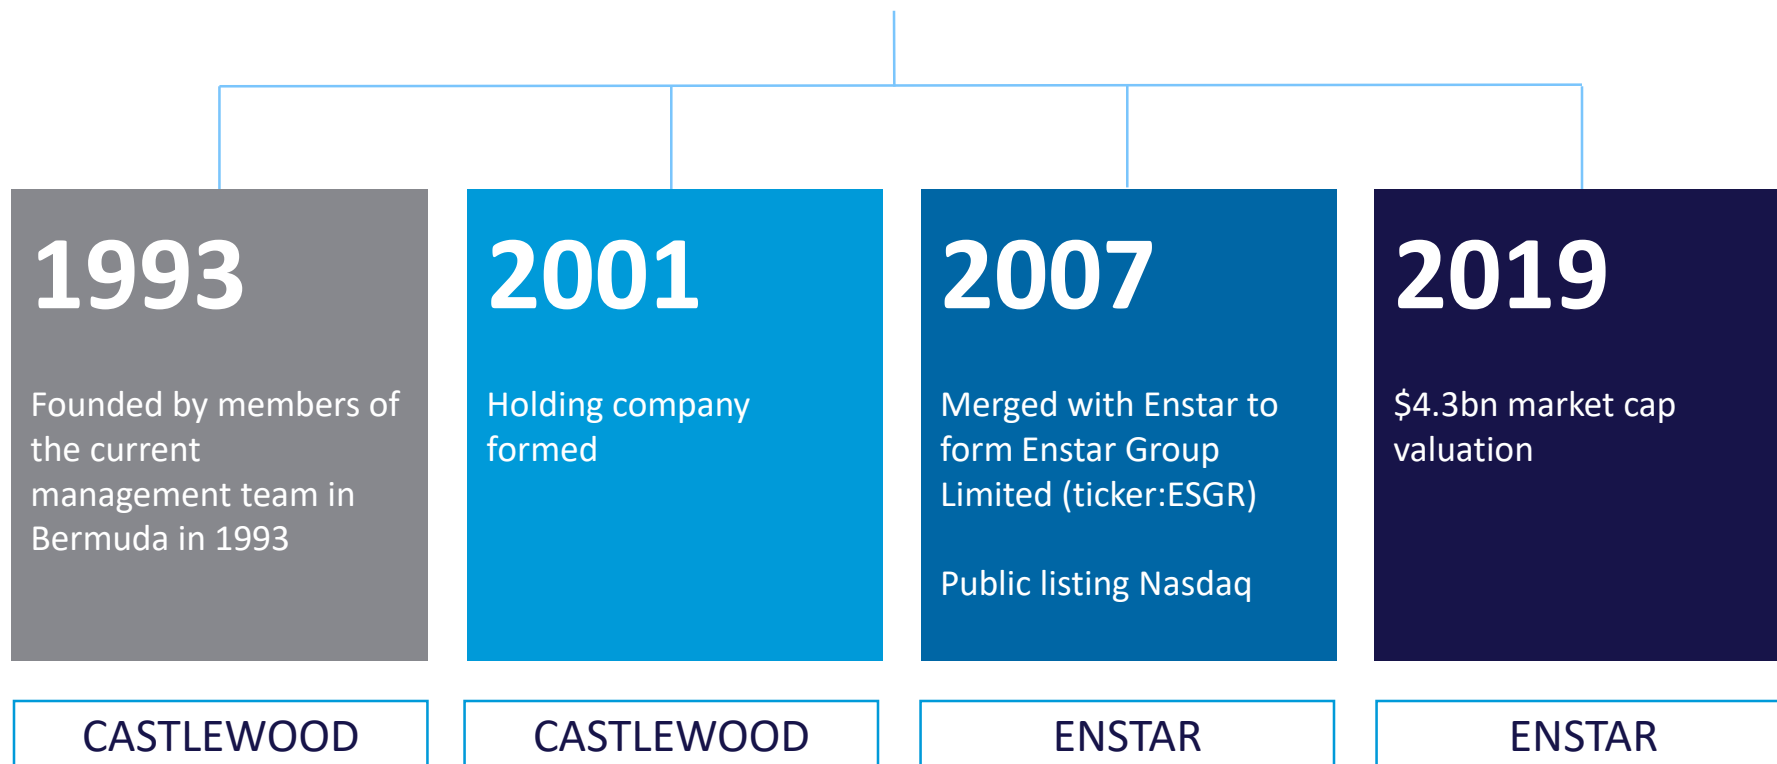 1993
Founded by members of
the current
management team in
Bermuda in 1993
2001
Holding company
formed
2007
Merged with Enstar to
form Enstar Group
Limited (ticker:ESGR)
Public listing Nasdaq
2019
$4.3bn market cap
valuation
CASTLEWOOD
CASTLEWOOD
ENSTAR
ENSTAR